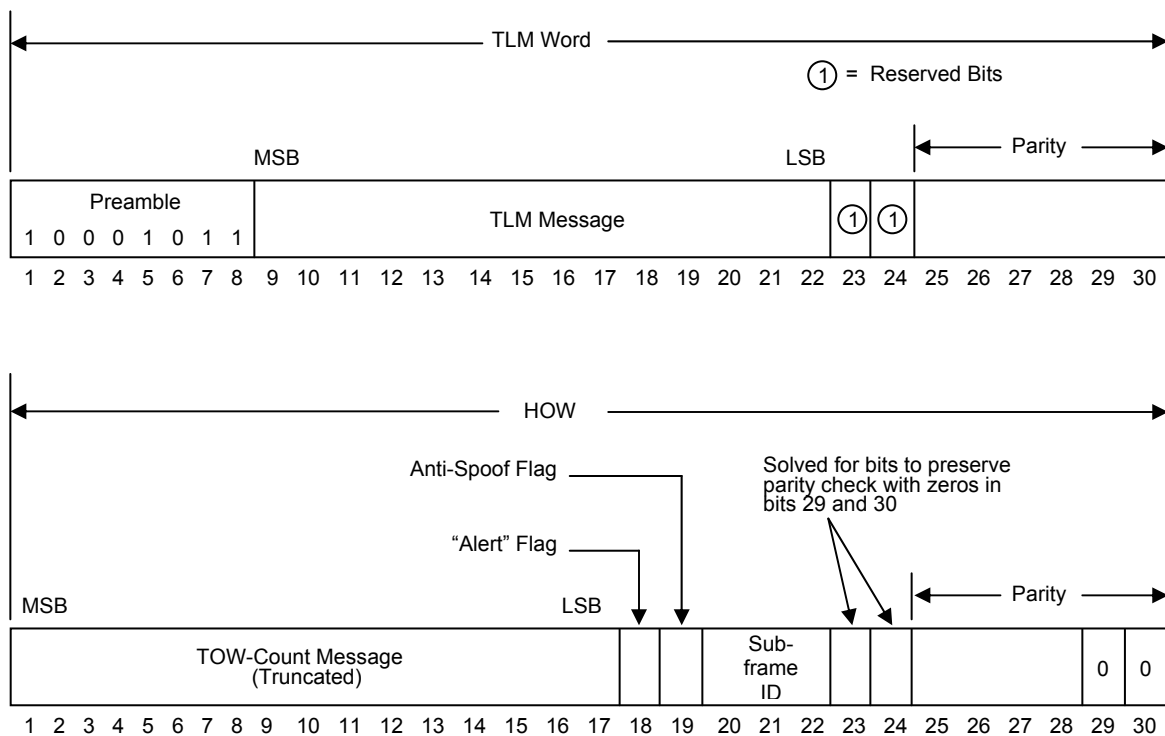 TLM Word
① = Reserved Bits
Parity
MSB LSB
Preamble
1 0 0 0 1 0 1 1
TLM Message
① ①
1 2 3 4 5 6 7 8 9 10 11 12 13 14 15 16 17 18 19 20 21 22 23 24 25 26 27 28 29 30
HOW
Anti-Spoof Flag
Solved for bits to preserve
parity check with zeros in
bits 29 and 30
“Alert” Flag
Parity
MSB LSB
TOW-Count Message
(Truncated)
Sub-
frame
ID
0 0
1 2 3 4 5 6 7 8 9 10 11 12 13 14 15 16 17 18 19 20 21 22 23 24 25 26 27 28 29 30